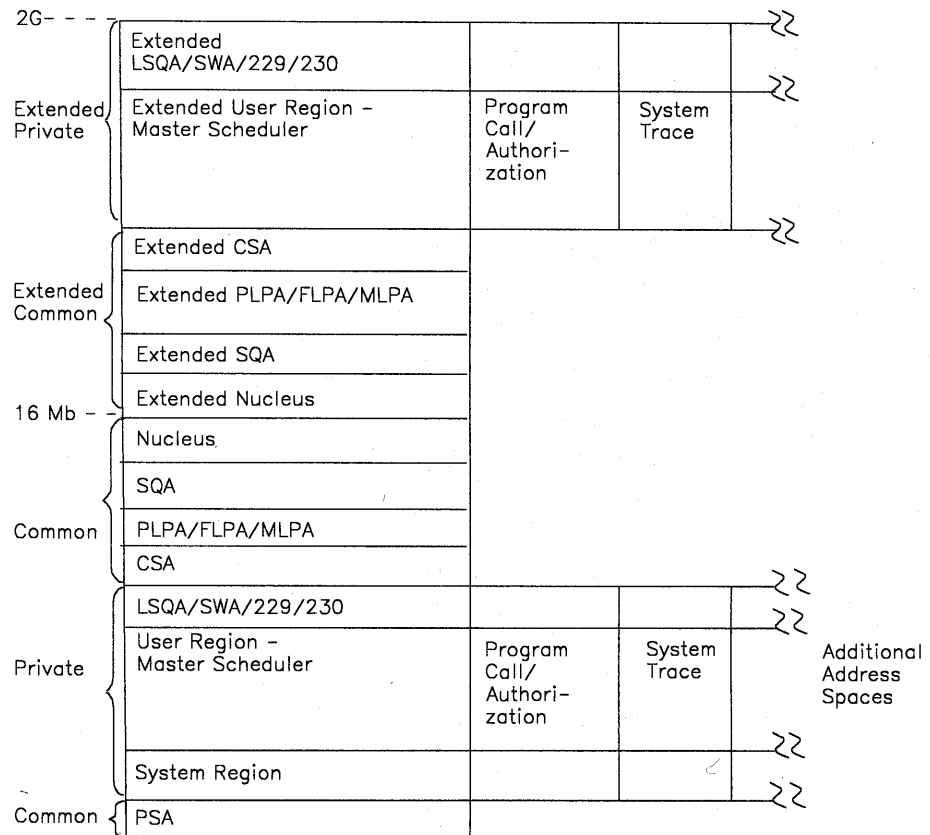 2G- - - -
Extended
LSQA/SWA/229/230
Extended
Private
Extended User Region -
Master Scheduler
Program
Call/
Authori-
zation
System
Trace
Extended CSA
Extended
Common
Extended PLPA/FLPA/MLPA
Extended SQA
Extended Nucleus
16 Mb - -
Nucleus
SQA
Common
PLPA/FLPA/MLPA
CSA
LSQA/SWA/229/230
Private
User Region -
Master Scheduler
Program
Call/
Authori-
zation
System
Trace
Additional
Address
Spaces
System Region
Common
PSA